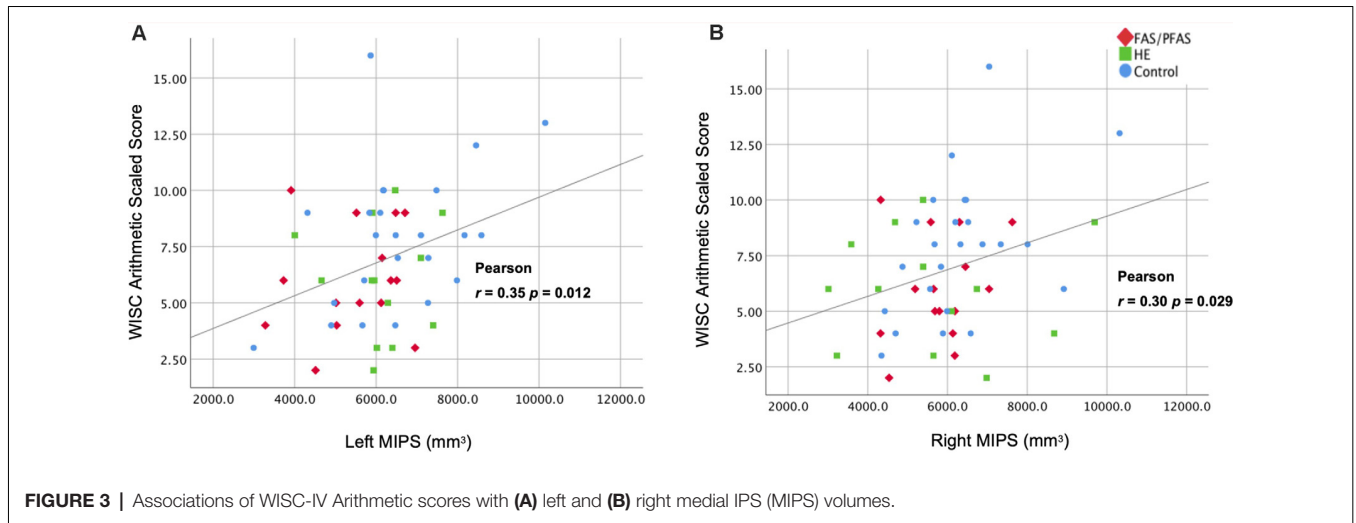 A
WISC Arithmetic Scaled Score
15.00
12.50
10.00
7.50
5.00
2.50
Pearson
r = 0.35 p = 0.012
2000.0 4000.0 6000.0 8000.0 10000.0 12000.0
Left MIPS (mm³)
B
FAS/PFAS
HE
Control
WISC Arithmetic Scaled Score
15.00
12.50
10.00
7.50
5.00
2.50
Pearson
r = 0.30 p = 0.029
2000.0 4000.0 6000.0 8000.0 10000.0 12000.0
Right MIPS (mm³)
FIGURE 3 | Associations of WISC-IV Arithmetic scores with (A) left and (B) right medial IPS (MIPS) volumes.